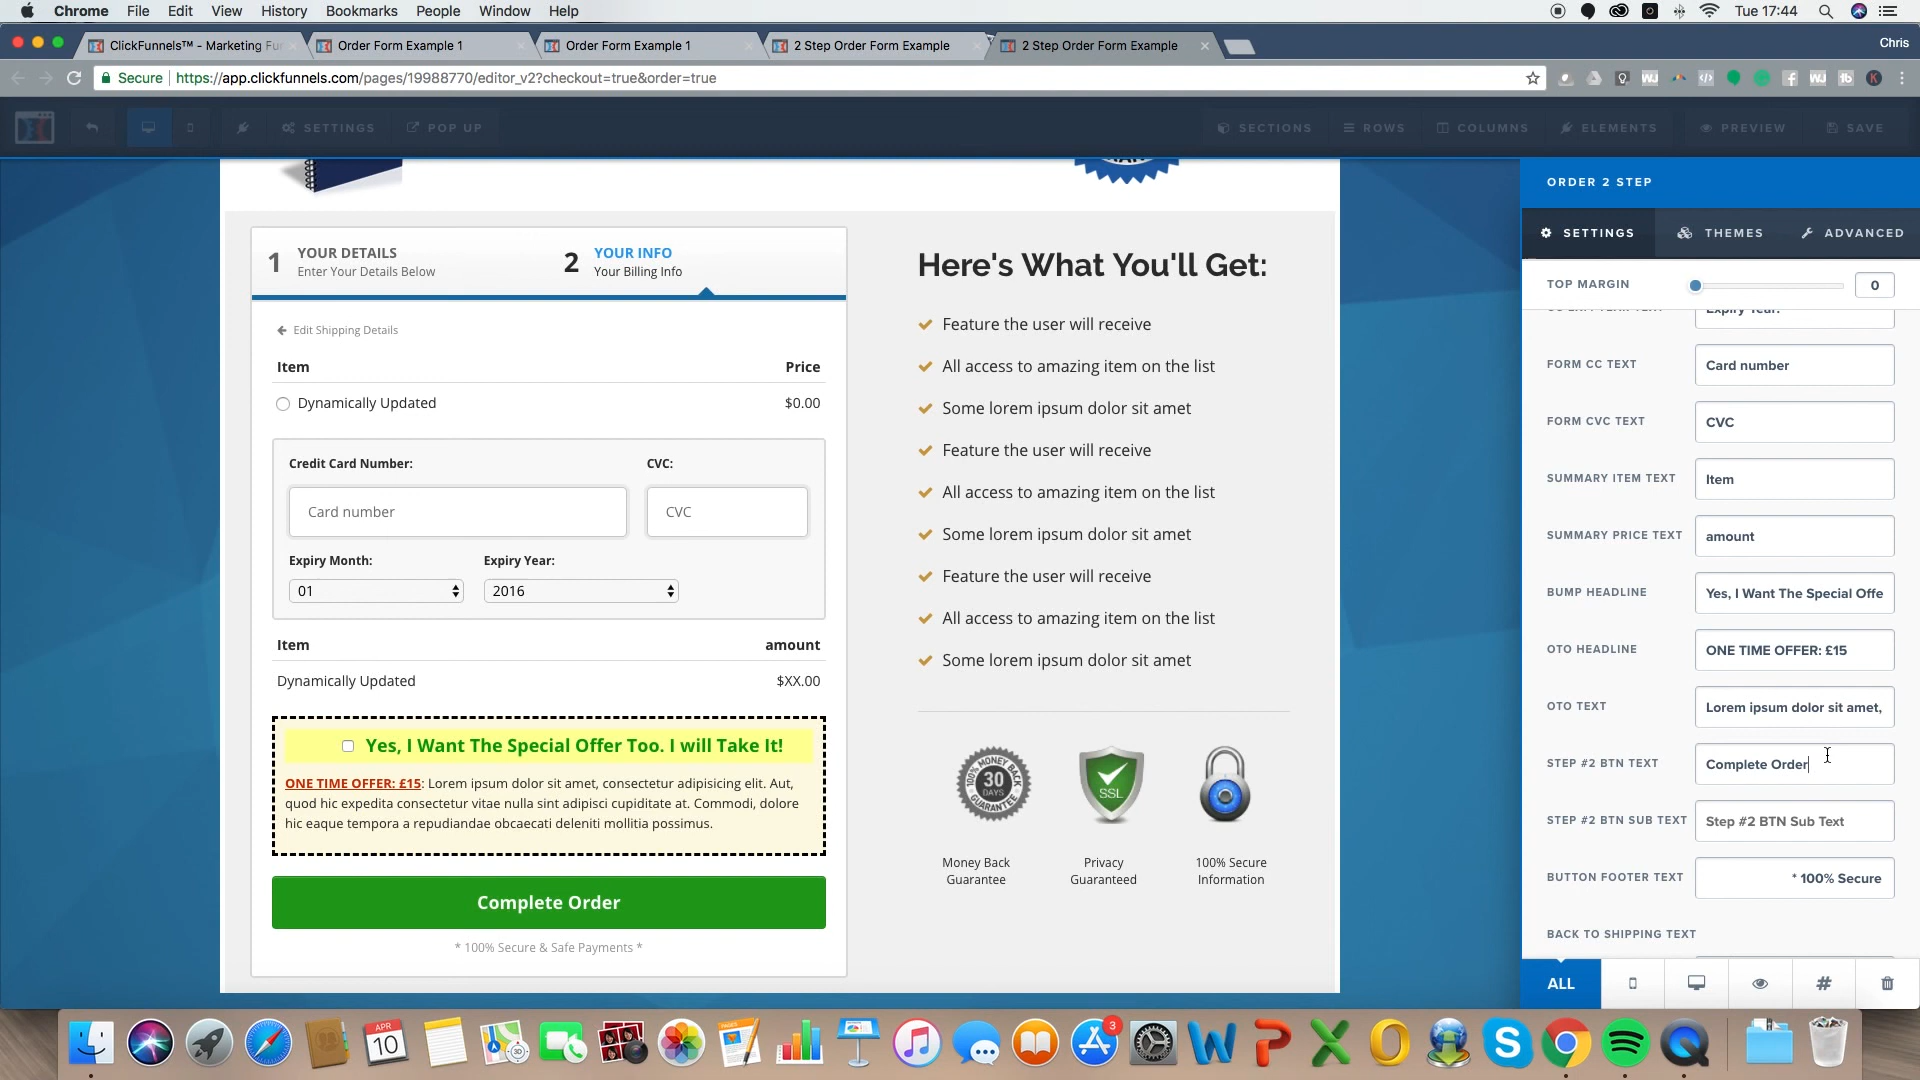 Chrome File Edit View History Bookmarks People Window Help Tue 17:44
ClickFunnels™ - Marketing Fu Order Form Example 1 Order Form Example 1 2 Step Order Form Example 2 Step Order Form Example Chris
Secure https://app.clickfunnels.com/pages/19988770/editor_v2?checkout=true&order=true
SETTINGS POP UP SECTIONS ROWS COLUMNS ELEMENTS PREVIEW SAVE
1 YOUR DETAILS
Enter Your Details Below
2 YOUR INFO
Your Billing Info
Edit Shipping Details
Item Price
Dynamically Updated $0.00
Credit Card Number: CVC:
Card number CVC
Expiry Month: Expiry Year:
01 2016
Item amount
Dynamically Updated $XX.00
Yes, I Want The Special Offer Too. I will Take It!
ONE TIME OFFER: £15: Lorem ipsum dolor sit amet, consectetur adipisicing elit. Aut,
quod hic expedita consectetur vitae nulla sint adipisci cupiditate at. Commodi, dolore
hic eaque tempora a repudiandae obcaecati deleniti mollitia possimus.
Complete Order
* 100% Secure & Safe Payments *
Here's What You'll Get:
Feature the user will receive
All access to amazing item on the list
Some lorem ipsum dolor sit amet
Feature the user will receive
All access to amazing item on the list
Some lorem ipsum dolor sit amet
Feature the user will receive
All access to amazing item on the list
Some lorem ipsum dolor sit amet
30
DAYS
SSL
Money Back
Guarantee
Privacy
Guaranteed
100% Secure
Information
ORDER 2 STEP
SETTINGS THEMES ADVANCED
TOP MARGIN 0
Expiry Year:
FORM CC TEXT Card number
FORM CVC TEXT CVC
SUMMARY ITEM TEXT Item
SUMMARY PRICE TEXT amount
BUMP HEADLINE Yes, I Want The Special Offe
OTO HEADLINE ONE TIME OFFER: £15
OTO TEXT Lorem ipsum dolor sit amet,
STEP #2 BTN TEXT Complete Order
STEP #2 BTN SUB TEXT Step #2 BTN Sub Text
BUTTON FOOTER TEXT * 100% Secure
BACK TO SHIPPING TEXT
ALL #
APR
10
3